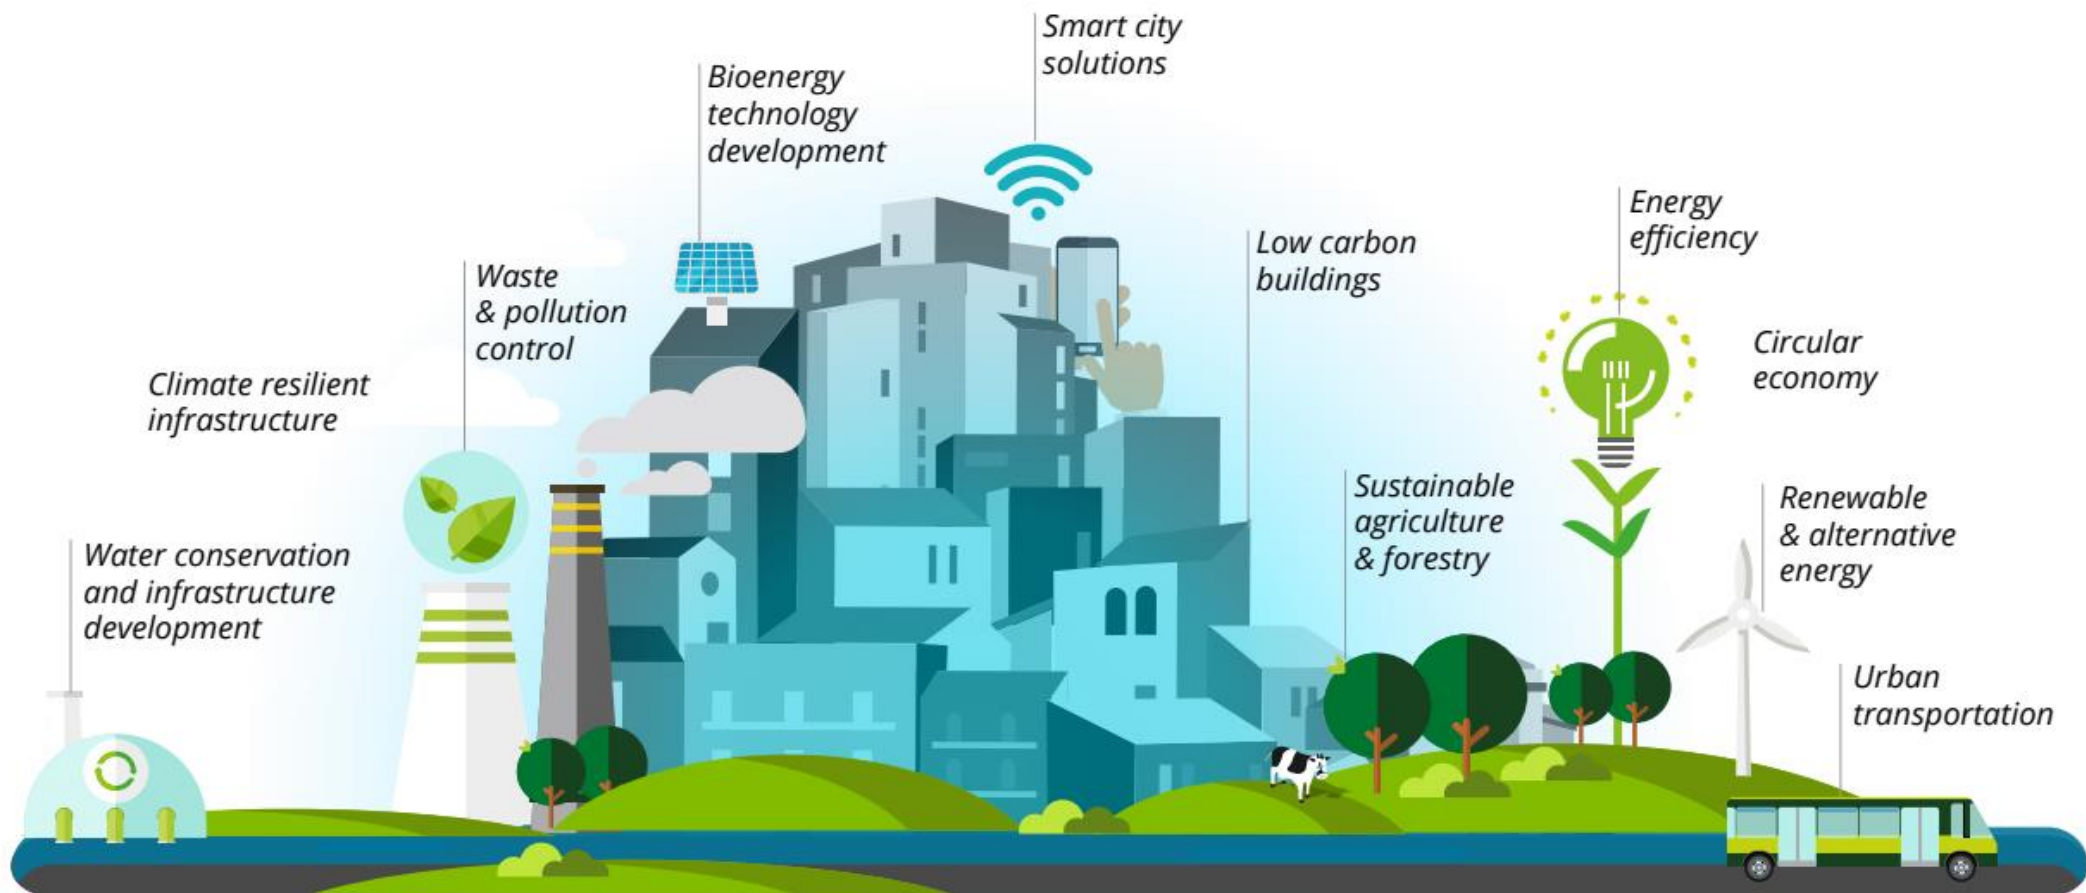 Smart city
solutions
Bioenergy
technology
development
Energy
efficiency
Low carbon
buildings
Waste
& pollution
control
Circular
economy
Climate resilient
infrastructure
Sustainable
agriculture
& forestry
Renewable
& alternative
energy
Water conservation
and infrastructure
development
Urban
transportation